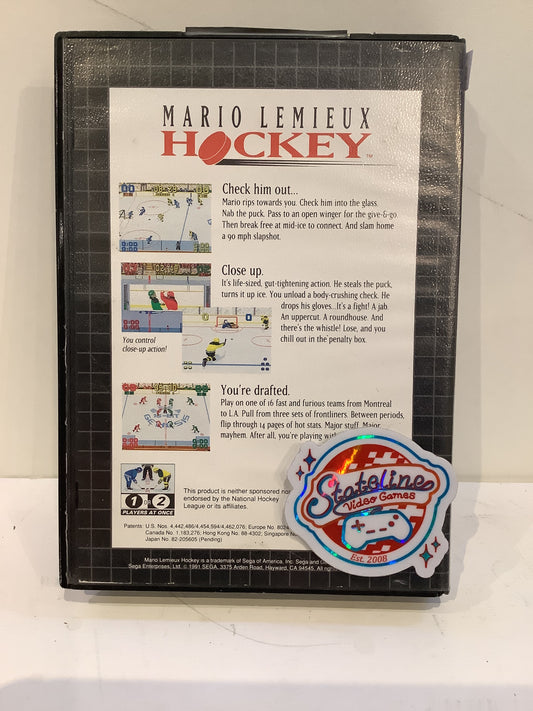 MARIO LEMIEUX
HOCKEY™
Check him out...
Mario rips towards you. Check him into the glass.
Nab the puck. Pass to an open winger for the give-&-go.
Then break free at mid-ice to connect. And slam home
a 90 mph slapshot.
Close up.
It's life-sized, gut-tightening action. He steals the puck,
turns it up ice. You unload a body-crushing check. He
drops his gloves...It's a fight! A jab.
An uppercut. A roundhouse. And
there's the whistle! Lose, and you
chill out in the penalty box.
You control
close-up action!
You're drafted.
Play on one of 16 fast and furious teams from Montreal
to L.A. Pull from three sets of frontliners. Between periods,
flip through 14 pages of hot stats. Major stuff. Major
mayhem. After all, you're playing with
1 OR 2
PLAYERS AT ONCE
This product is neither sponsored nor
endorsed by the National Hockey
League or its affiliates.
Patents: U.S. Nos. 4,442,486/4,454,594/4,462,076; Europe No. 8024
Canada No. 1,183,276; Hong Kong No. 88-4302; Singapore No
Japan No. 82-205605 (Pending)
Mario Lemieux Hockey is a trademark of Sega of America, Inc. Sega and
Sega Enterprises, Ltd. © 1991 SEGA, 3375 Arden Road, Hayward, CA 94545. All
Stateline
Video Games
Est. 2008